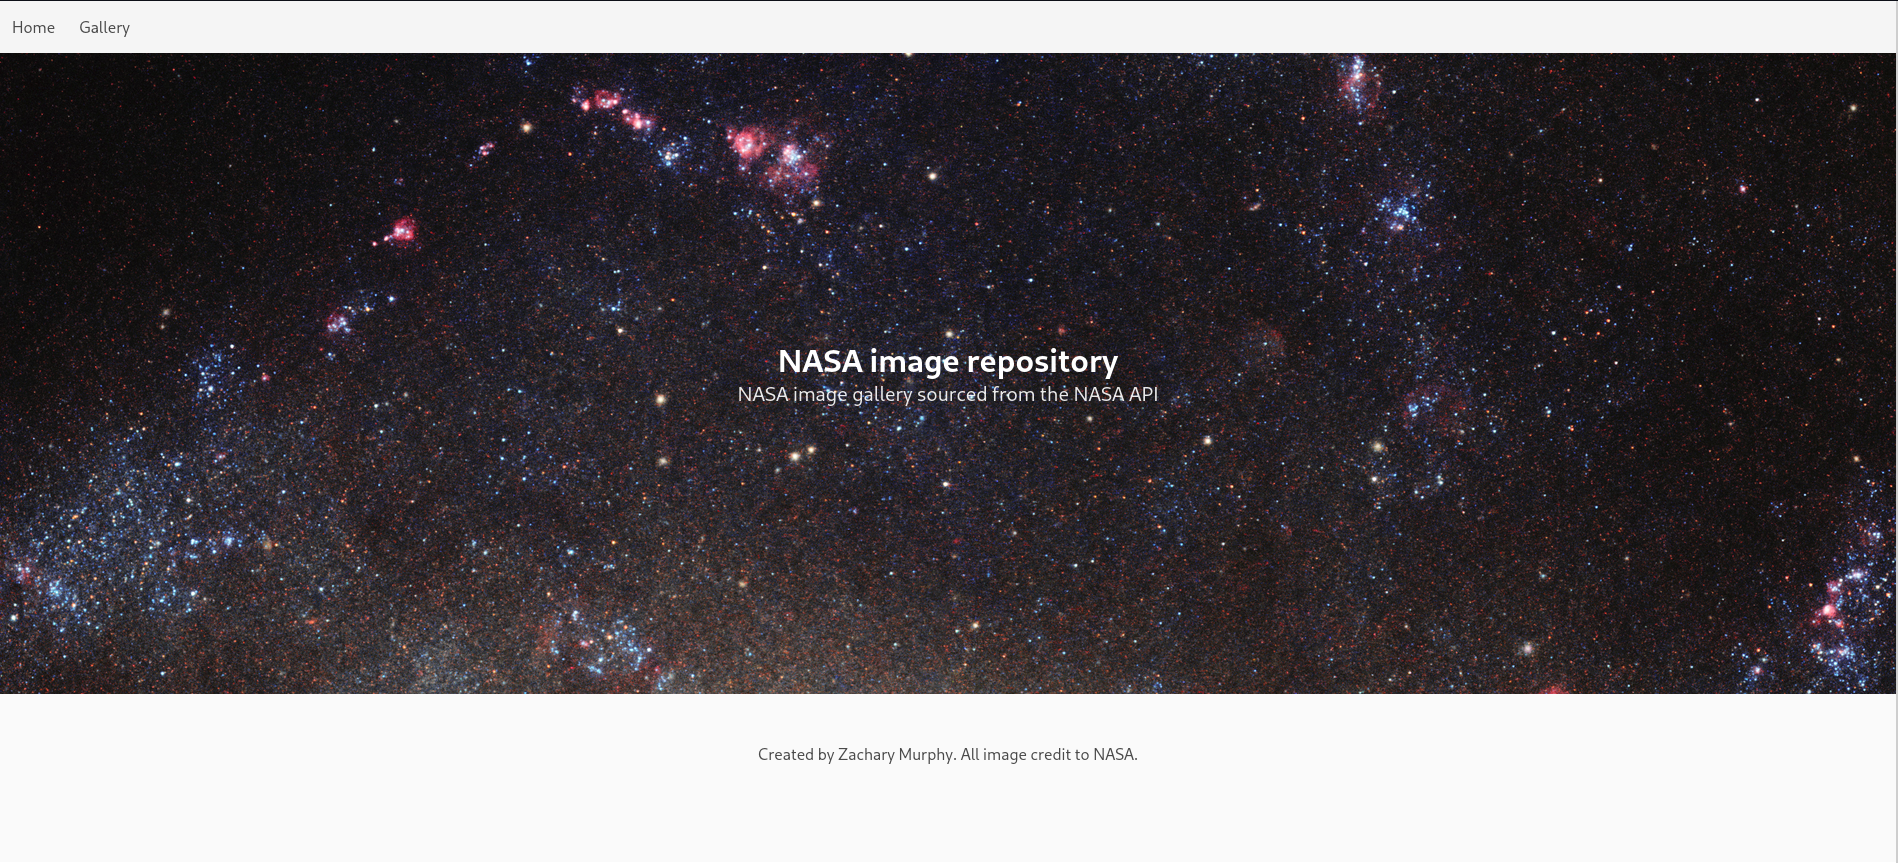 Home Gallery
NASA image repository
NASA image gallery sourced from the NASA API
Created by Zachary Murphy. All image credit to NASA.